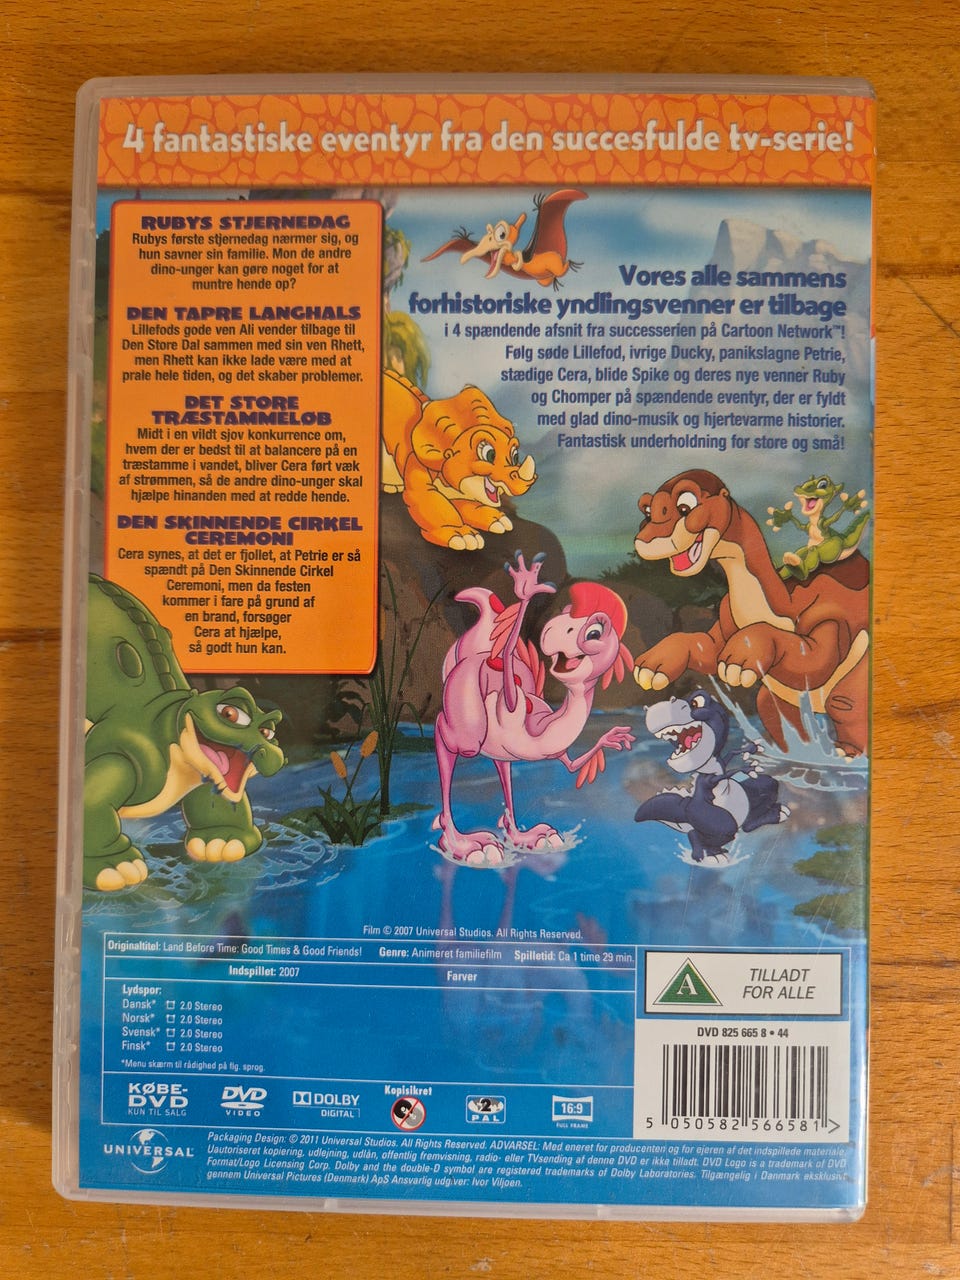 4 fantastiske eventyr fra den succesfulde tv-serie!
RUBYS STJERNEDAG
Rubys første stjernedag nærmer sig, og
hun savner sin familie. Mon de andre
dino-unger kan gøre noget for at
muntre hende op?
DEN TAPRE LANGHALS
Lillefods gode ven Ali vender tilbage til
Den Store Dal sammen med sin ven Rhett,
men Rhett kan ikke lade være med at
prale hele tiden, og det skaber problemer.
DET STORE
TRÆSTAMMELØB
Midt i en vildt sjov konkurrence om,
hvem der er bedst til at balancere på en
træstamme i vandet, bliver Cera ført væk
af strømmen, så de andre dino-unger skal
hjælpe hinanden med at redde hende.
DEN SKINNENDE CIRKEL
CEREMONI
Cera synes, at det er fjollet, at Petrie er så
spændt på Den Skinnende Cirkel
Ceremoni, men da festen
kommer i fare på grund af
en brand, forsøger
Cera at hjælpe,
så godt hun kan.
Vores alle sammens
forhistoriske yndlingsvenner er tilbage
i 4 spændende afsnit fra successerien på Cartoon Network™!
Følg søde Lillefod, ivrige Ducky, panikslagne Petrie,
stædige Cera, blide Spike og deres nye venner Ruby
og Chomper på spændende eventyr, der er fyldt
med glad dino-musik og hjertevarme historier.
Fantastisk underholdning for store og små!
Film © 2007 Universal Studios. All Rights Reserved.
Originaltitel: Land Before Time: Good Times & Good Friends! Genre: Animeret familiefilm Spilletid: Ca 1 time 29 min.
Indspillet: 2007 Farver
Lydspor:
Dansk* 2.0 Stereo
Norsk* 2.0 Stereo
Svensk* 2.0 Stereo
Finsk* 2.0 Stereo
*Menu skærm til rådighed på flg. sprog.
A TILLADT
FOR ALLE
DVD 825 665 8 • 44
5 050582 566581 >
KØBE-
DVD
KUN TIL SALG
DVD
VIDEO
DOLBY
DIGITAL
Kopisikret
2
PAL
16:9
FULL FRAME
UNIVERSAL
Packaging Design: © 2011 Universal Studios. All Rights Reserved. ADVARSEL: Med eneret for producenten og for ejeren af det indspillede materiale.
Uautoriseret kopiering, udlejning, udlån, offentlig fremvisning, radio- eller TVsending af denne DVD er ikke tilladt. DVD Logo is a trademark of DVD
Format/Logo Licensing Corp. Dolby and the double-D symbol are registered trademarks of Dolby Laboratories. Tilgængelig i Danmark eksklusivt
gennem Universal Pictures (Denmark) ApS Ansvarlig udg.ver: Ivor Viljoen.